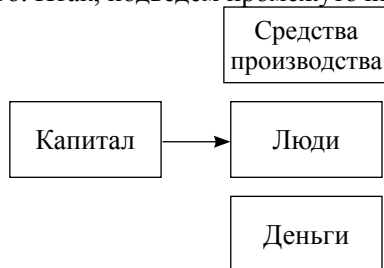 Средства
производства
Капитал
Люди
Деньги